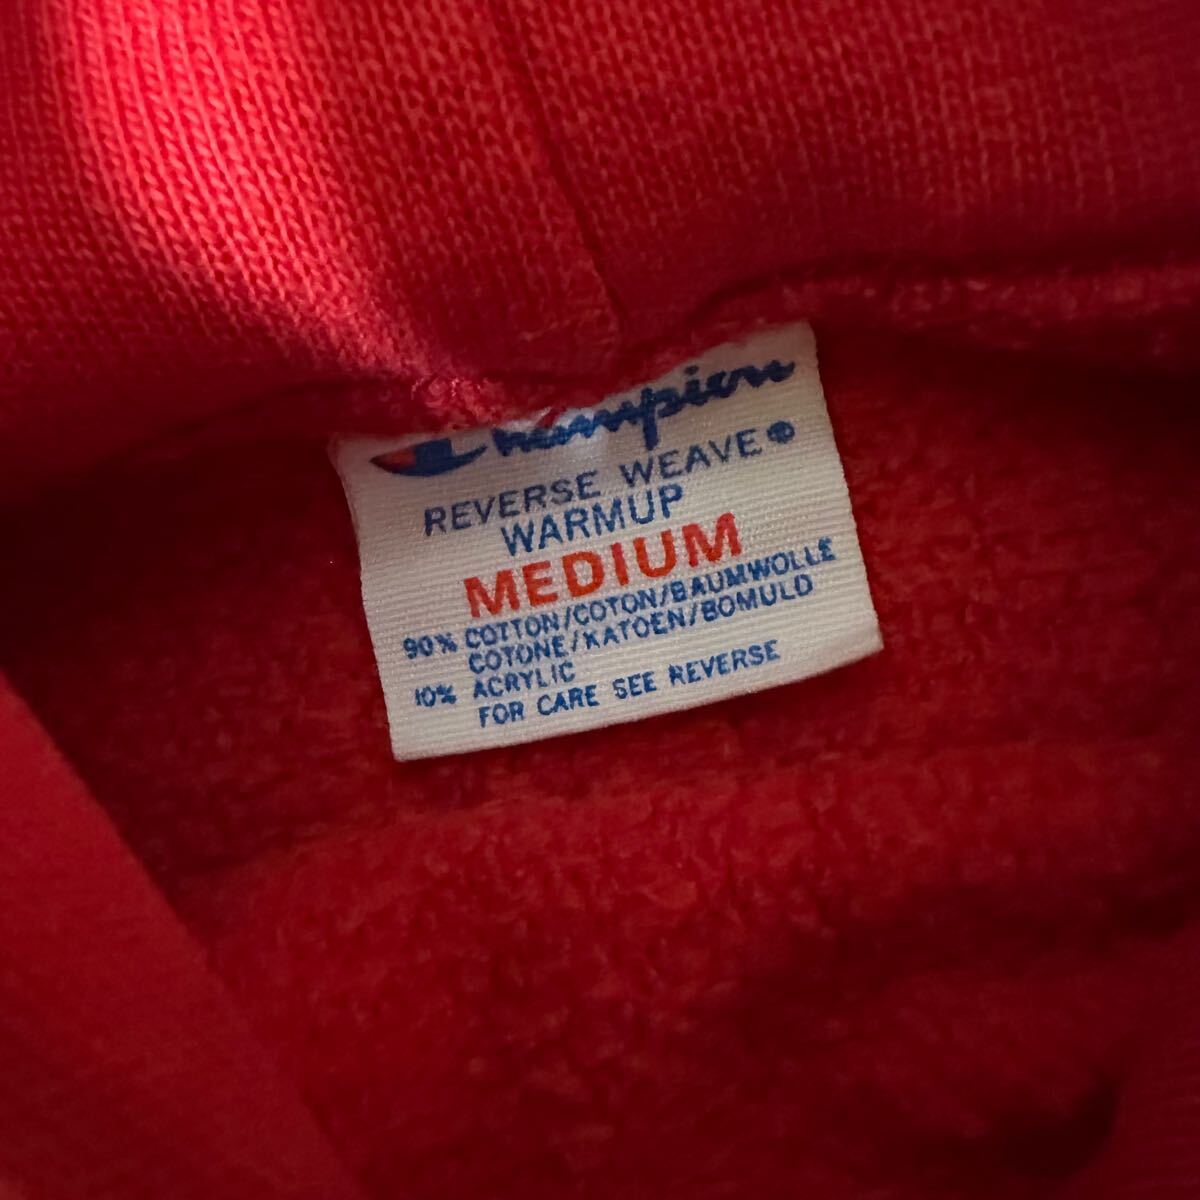 Champion
REVERSE WEAVE®
WARMUP
MEDIUM
90% COTTON/COTON/BAUMWOLLE
COTONE/KATOEN/BOMULD
10% ACRYLIC
FOR CARE SEE REVERSE